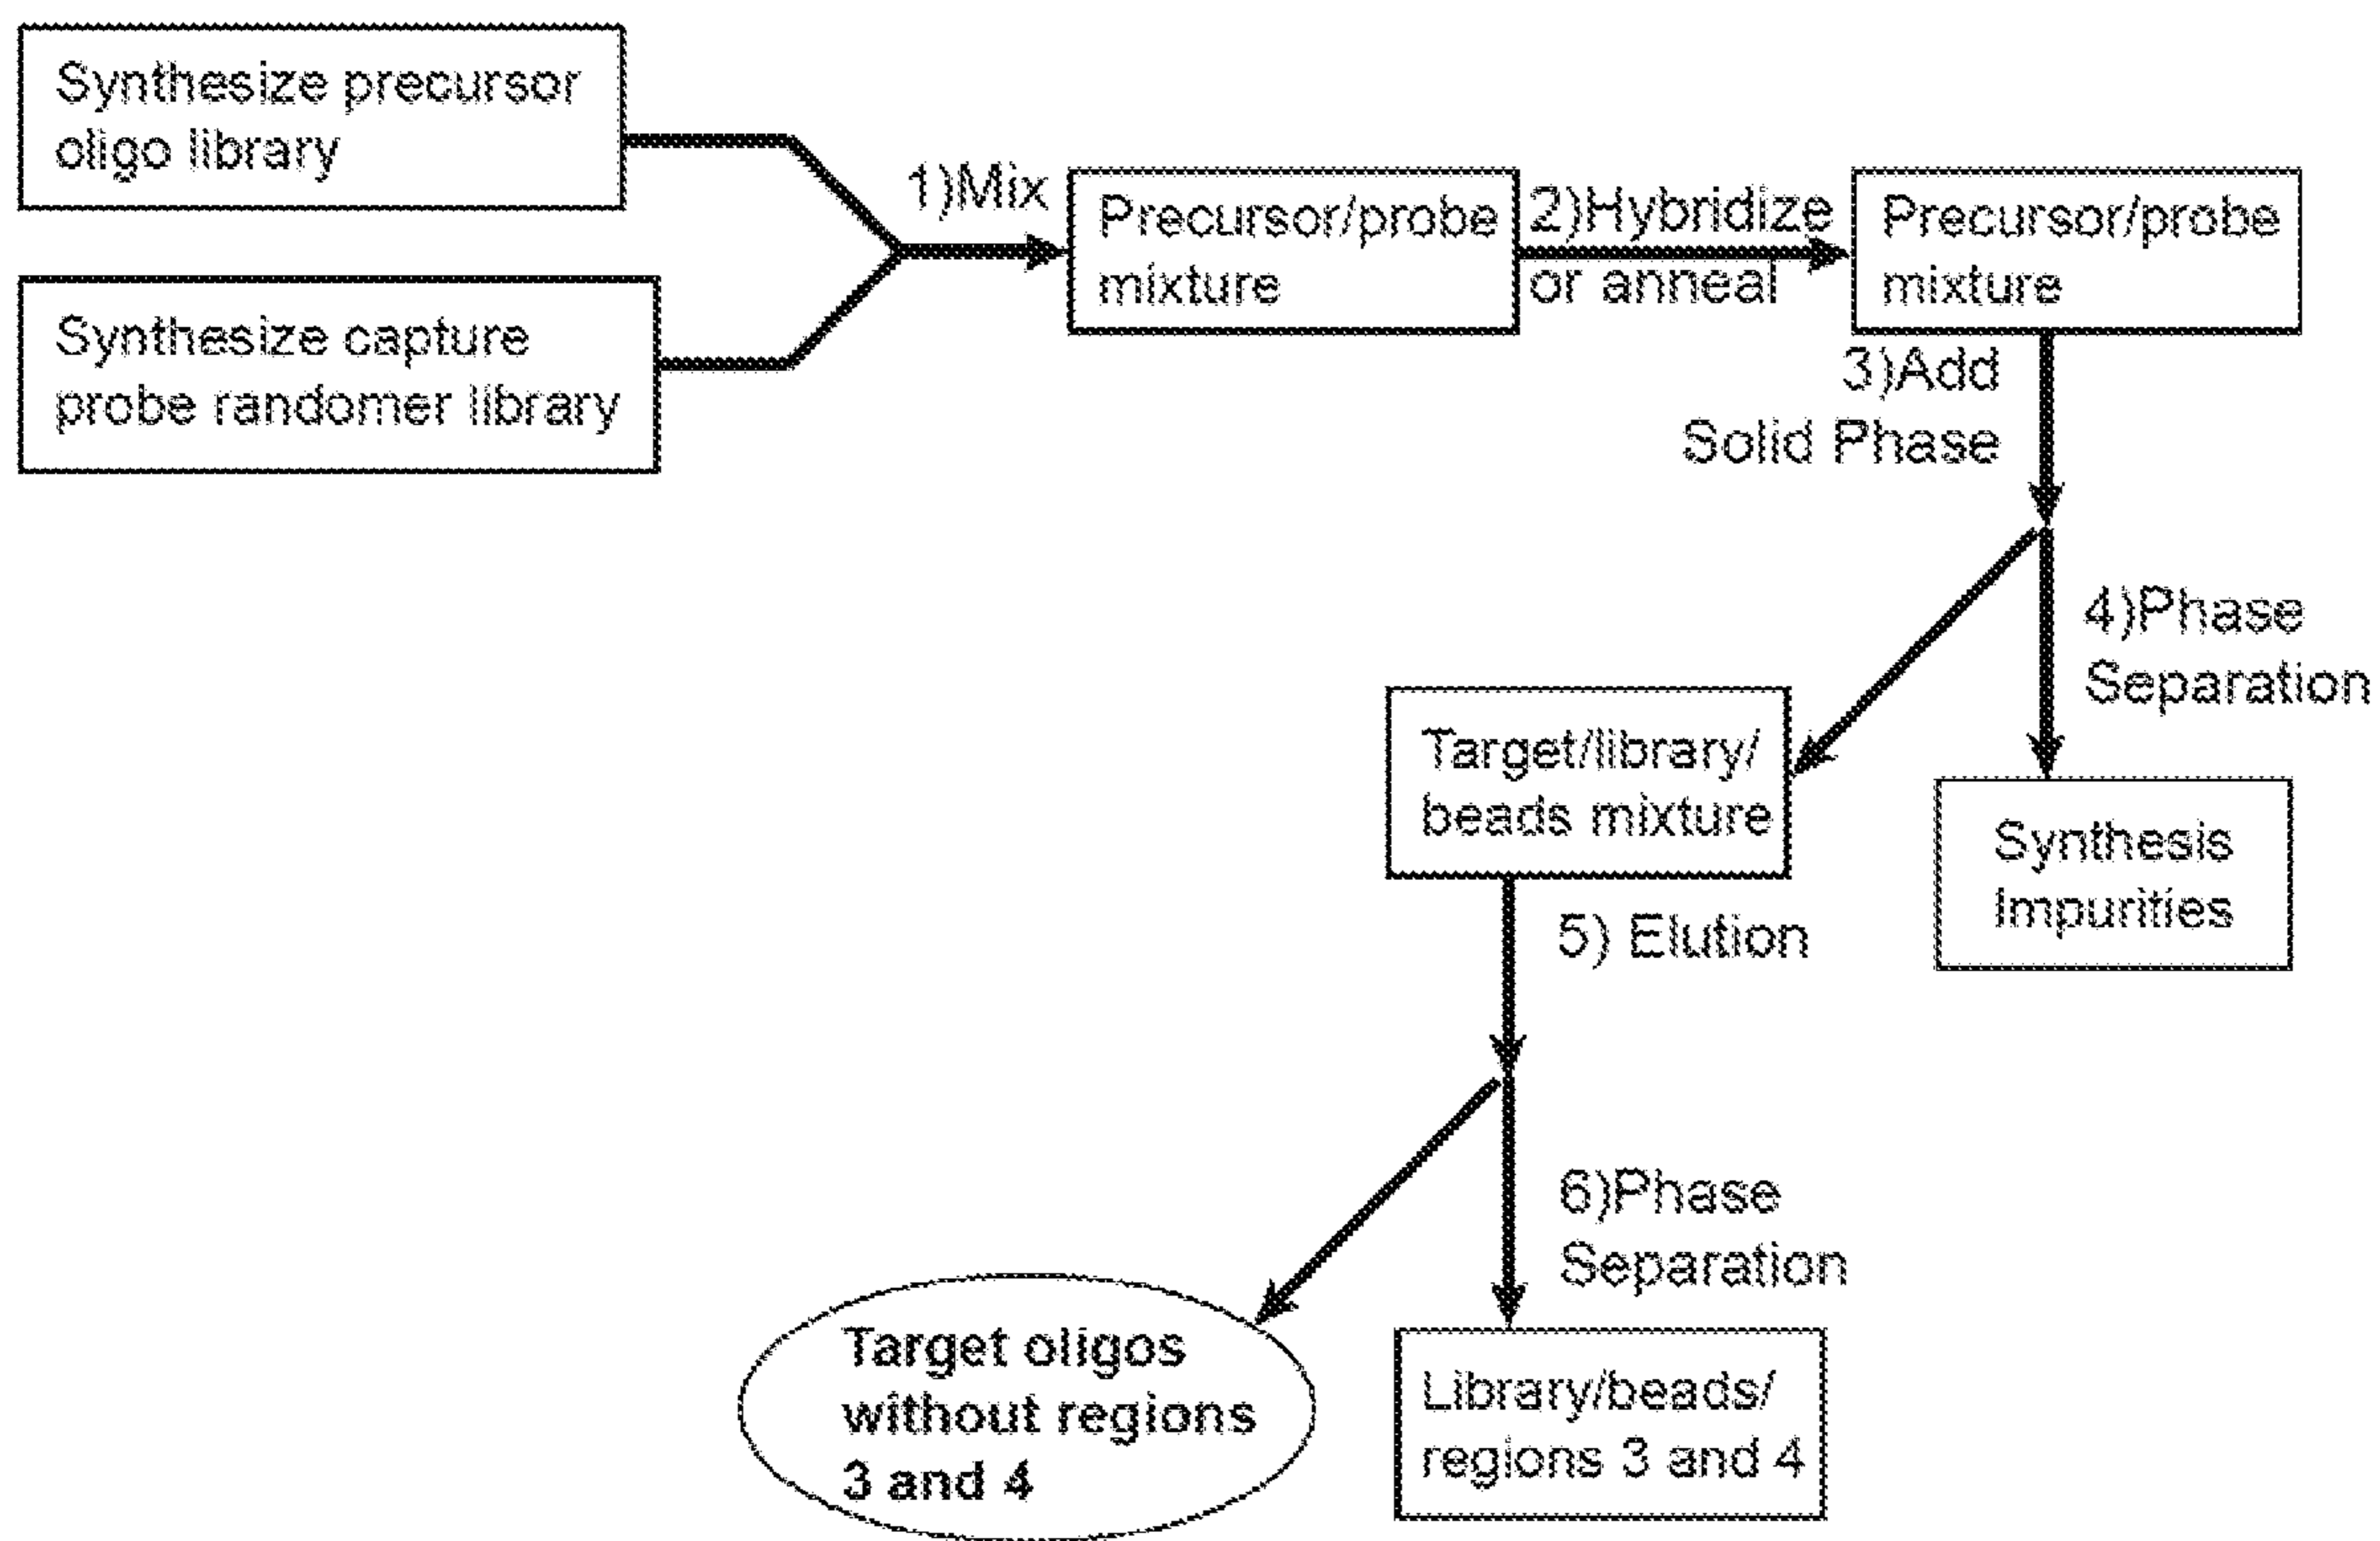 Synthesize precursor
oligo library
Synthesize capture
probe randomer library
1)Mix
Precursor/probe
mixture
2)Hybridize
or anneal
Precursor/probe
mixture
3)Add
Solid Phase
4)Phase
Separation
Target/library/
beads mixture
Synthesis
Impurities
5) Elution
6)Phase
Separation
Target oligos
without regions
3 and 4
Library/beads/
regions 3 and 4